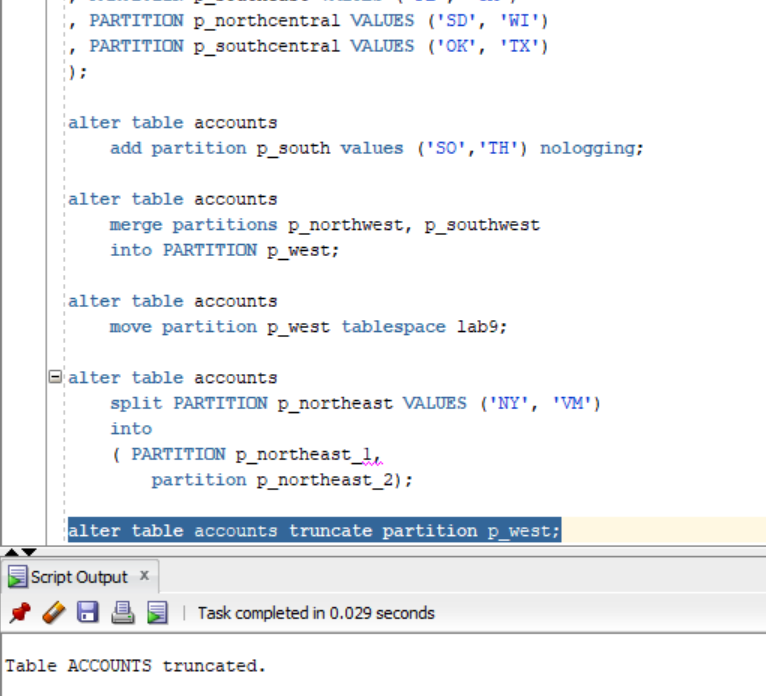 , PARTITION p_northcentral VALUES ('SD', 'WI')
, PARTITION p_southcentral VALUES ('OK', 'TX')
);
alter table accounts
add partition p_south values ('SO','TH') nologging;
alter table accounts
merge partitions p_northwest, p_southwest
into PARTITION p_west;
alter table accounts
move partition p_west tablespace lab9;
alter table accounts
split PARTITION p_northeast VALUES ('NY', 'VM')
into
( PARTITION p_northeast_1,
partition p_northeast_2);
alter table accounts truncate partition p_west;
Script Output x
| Task completed in 0.029 seconds
Table ACCOUNTS truncated.